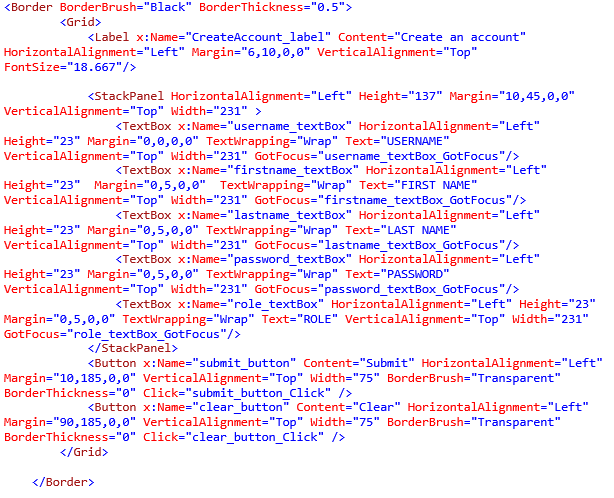 <Border BorderBrush="Black" BorderThickness="0.5">
<Grid>
<Label x:Name="CreateAccount_label" Content="Create an account"
HorizontalAlignment="Left" Margin="6,10,0,0" VerticalAlignment="Top"
FontSize="18.667"/>
<StackPanel HorizontalAlignment="Left" Height="137" Margin="10,45,0,0"
VerticalAlignment="Top" Width="231" >
<TextBox x:Name="username_textBox" HorizontalAlignment="Left"
Height="23" Margin="0,0,0,0" TextWrapping="Wrap" Text="USERNAME"
VerticalAlignment="Top" Width="231" GotFocus="username_textBox_GotFocus"/>
<TextBox x:Name="firstname_textBox" HorizontalAlignment="Left"
Height="23"  Margin="0,5,0,0"  TextWrapping="Wrap" Text="FIRST NAME"
VerticalAlignment="Top" Width="231" GotFocus="firstname_textBox_GotFocus"/>
<TextBox x:Name="lastname_textBox" HorizontalAlignment="Left"
Height="23" Margin="0,5,0,0" TextWrapping="Wrap" Text="LAST NAME"
VerticalAlignment="Top" Width="231" GotFocus="lastname_textBox_GotFocus"/>
<TextBox x:Name="password_textBox" HorizontalAlignment="Left"
Height="23" Margin="0,5,0,0" TextWrapping="Wrap" Text="PASSWORD"
VerticalAlignment="Top" Width="231" GotFocus="password_textBox_GotFocus"/>
<TextBox x:Name="role_textBox" HorizontalAlignment="Left" Height="23"
Margin="0,5,0,0" TextWrapping="Wrap" Text="ROLE" VerticalAlignment="Top" Width="231"
GotFocus="role_textBox_GotFocus"/>
</StackPanel>
<Button x:Name="submit_button" Content="Submit" HorizontalAlignment="Left"
Margin="10,185,0,0" VerticalAlignment="Top" Width="75" BorderBrush="Transparent"
BorderThickness="0" Click="submit_button_Click" />
<Button x:Name="clear_button" Content="Clear" HorizontalAlignment="Left"
Margin="90,185,0,0" VerticalAlignment="Top" Width="75" BorderBrush="Transparent"
BorderThickness="0" Click="clear_button_Click" />
</Grid>
</Border>